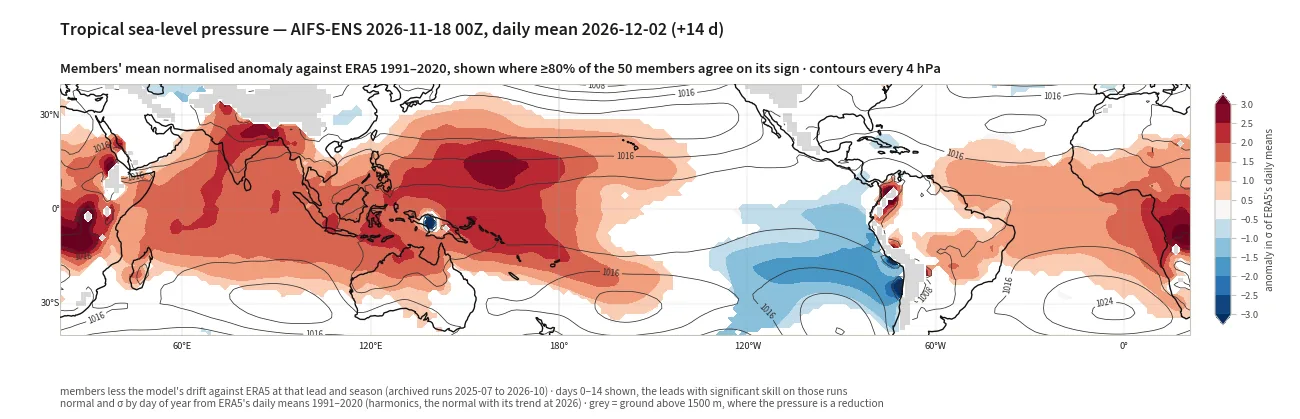 Tropical sea-level pressure — AIFS-ENS 2026-11-18 00Z, daily mean 2026-12-02 (+14 d)
Members' mean normalised anomaly against ERA5 1991–2020, shown where ≥80% of the 50 members agree on its sign · contours every 4 hPa
1008
1016
1016
1016
1016
1016
1016
1016
1016
1016
1016
1016
1016
1016
1008
1024
30°N
0°
30°S
60°E
120°E
180°
120°W
60°W
0°
3.0
2.5
2.0
1.5
1.0
0.5
−0.5
−1.0
−1.5
−2.0
−2.5
−3.0
anomaly in σ of ERA5's daily means
members less the model's drift against ERA5 at that lead and season (archived runs 2025-07 to 2026-10) · days 0–14 shown, the leads with significant skill on those runs
normal and σ by day of year from ERA5's daily means 1991–2020 (harmonics, the normal with its trend at 2026) · grey = ground above 1500 m, where the pressure is a reduction